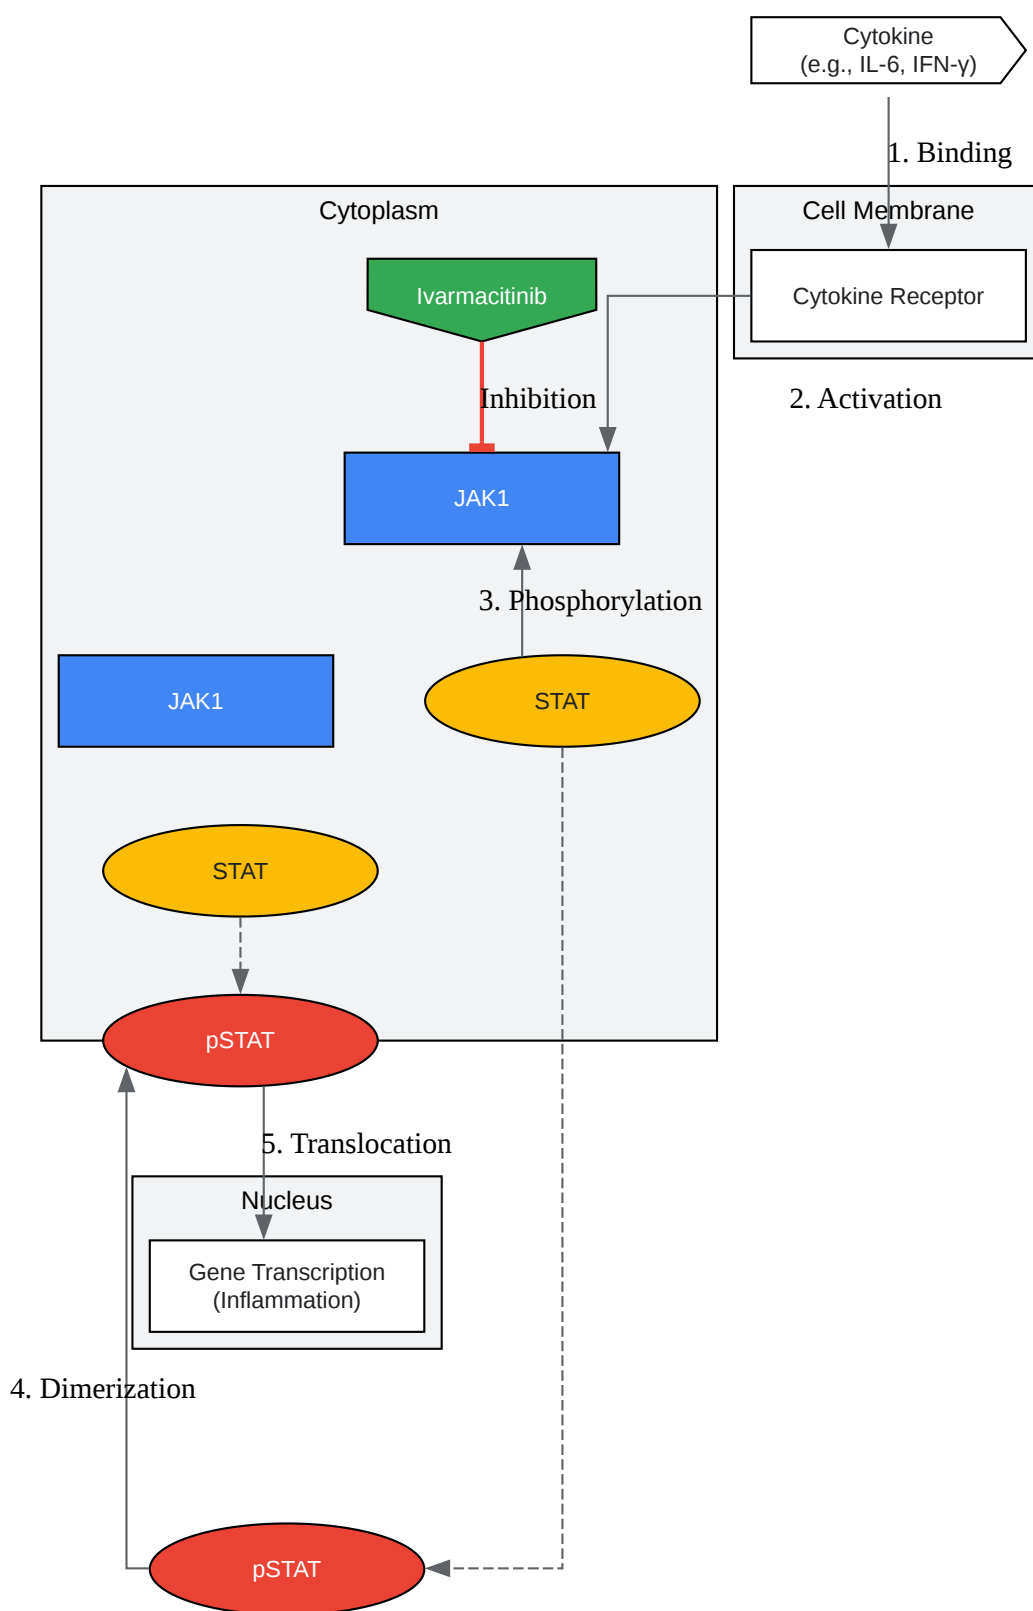 Cytokine
(e.g., IL-6, IFN-γ)
1. Binding
Cytoplasm
Cell Membrane
Ivarmacitinib
Cytokine Receptor
Inhibition
2. Activation
JAK1
3. Phosphorylation
JAK1
STAT
STAT
pSTAT
5. Translocation
Nucleus
Gene Transcription
(Inflammation)
4. Dimerization
pSTAT